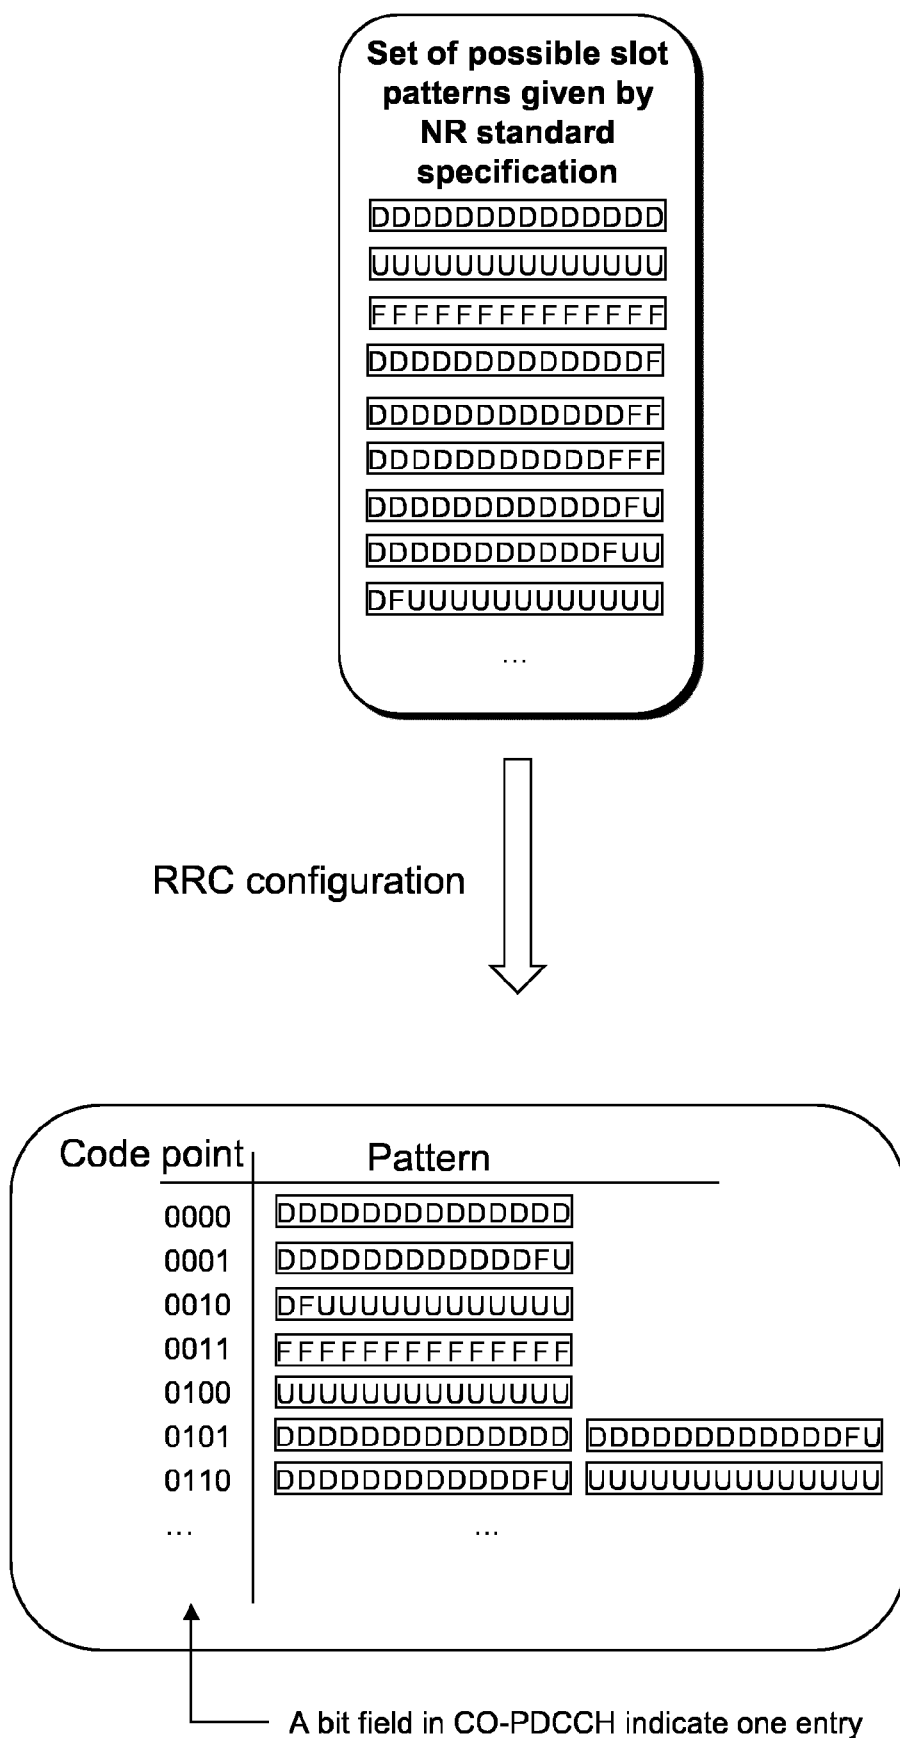 Set of possible slot
patterns given by
NR standard
specification
DDDDDDDDDDDDDD
UUUUUUUUUUUUUU
FFFFFFFFFFFFFF
DDDDDDDDDDDDDF
DDDDDDDDDDDDFF
DDDDDDDDDDDFFF
DDDDDDDDDDDDFU
DDDDDDDDDDDFUU
DFUUUUUUUUUUUU
...
RRC configuration
Code point Pattern
0000 DDDDDDDDDDDDDD
0001 DDDDDDDDDDDDFU
0010 DFUUUUUUUUUUUU
0011 FFFFFFFFFFFFFF
0100 UUUUUUUUUUUUUU
0101 DDDDDDDDDDDDDD DDDDDDDDDDDDFU
0110 DDDDDDDDDDDDFU UUUUUUUUUUUUUU
... ...
A bit field in CO-PDCCH indicate one entry